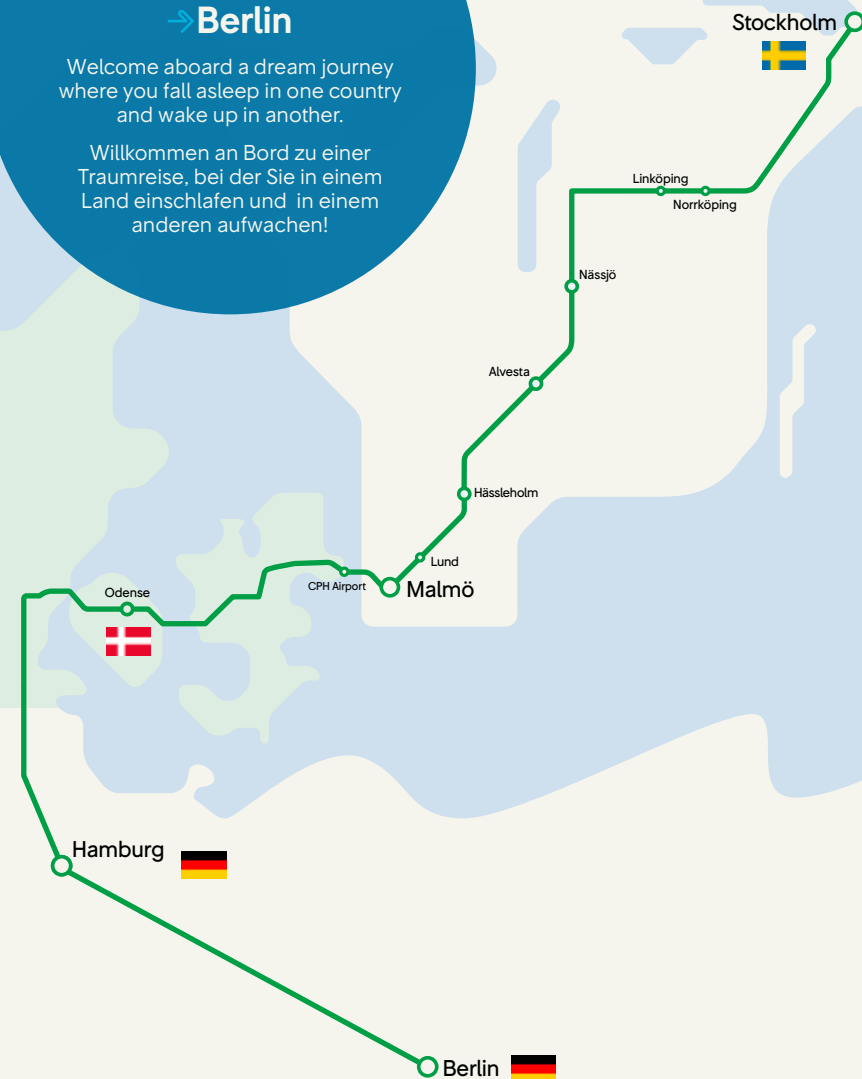 Berlin
Welcome aboard a dream journey
where you fall asleep in one country
and wake up in another.
Willkommen an Bord zu einer
Traumreise, bei der Sie in einem
Land einschlafen und in einem
anderen aufwachen!
Stockholm
Linköping
Norrköping
Nässjö
Alvesta
Hässleholm
Lund
CPH Airport
Malmö
Odense
Hamburg
Berlin